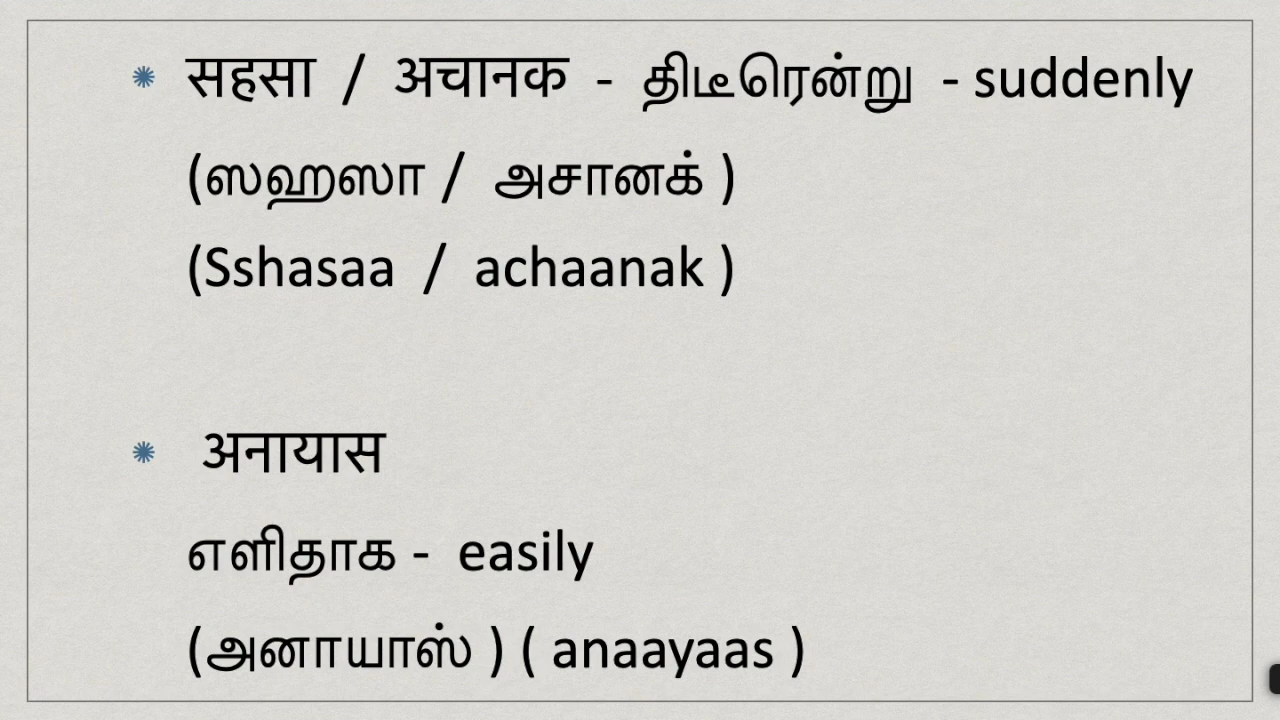 सहसा / अचानक - திடீரென்று - suddenly
(ஸஹஸா / அசானக் )
(Sshasaa / achaanak )
अनायास
எளிதாக - easily
(அனாயாஸ் ) ( anaayaas )